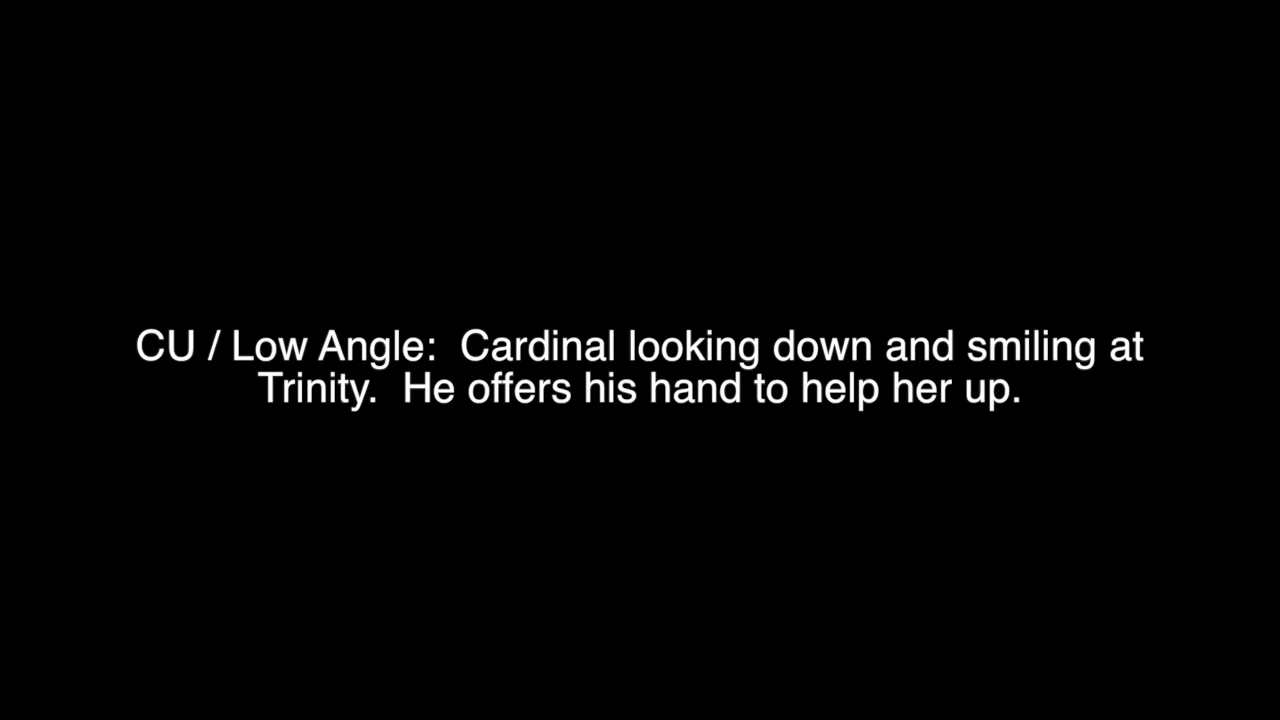 CU / Low Angle:  Cardinal looking down and smiling at
Trinity.  He offers his hand to help her up.